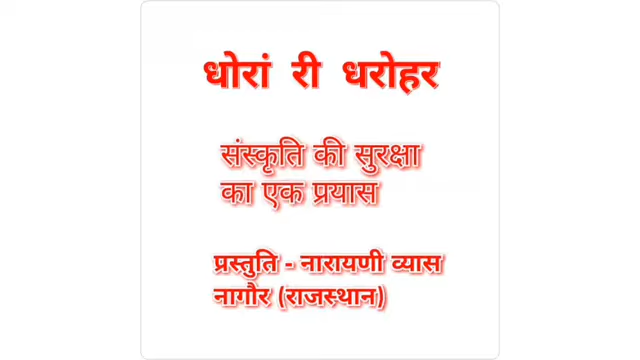 धोरां री धरोहर
संस्कृति की सुरक्षा
का एक प्रयास
प्रस्तुति - नारायणी व्यास
नागौर (राजस्थान)